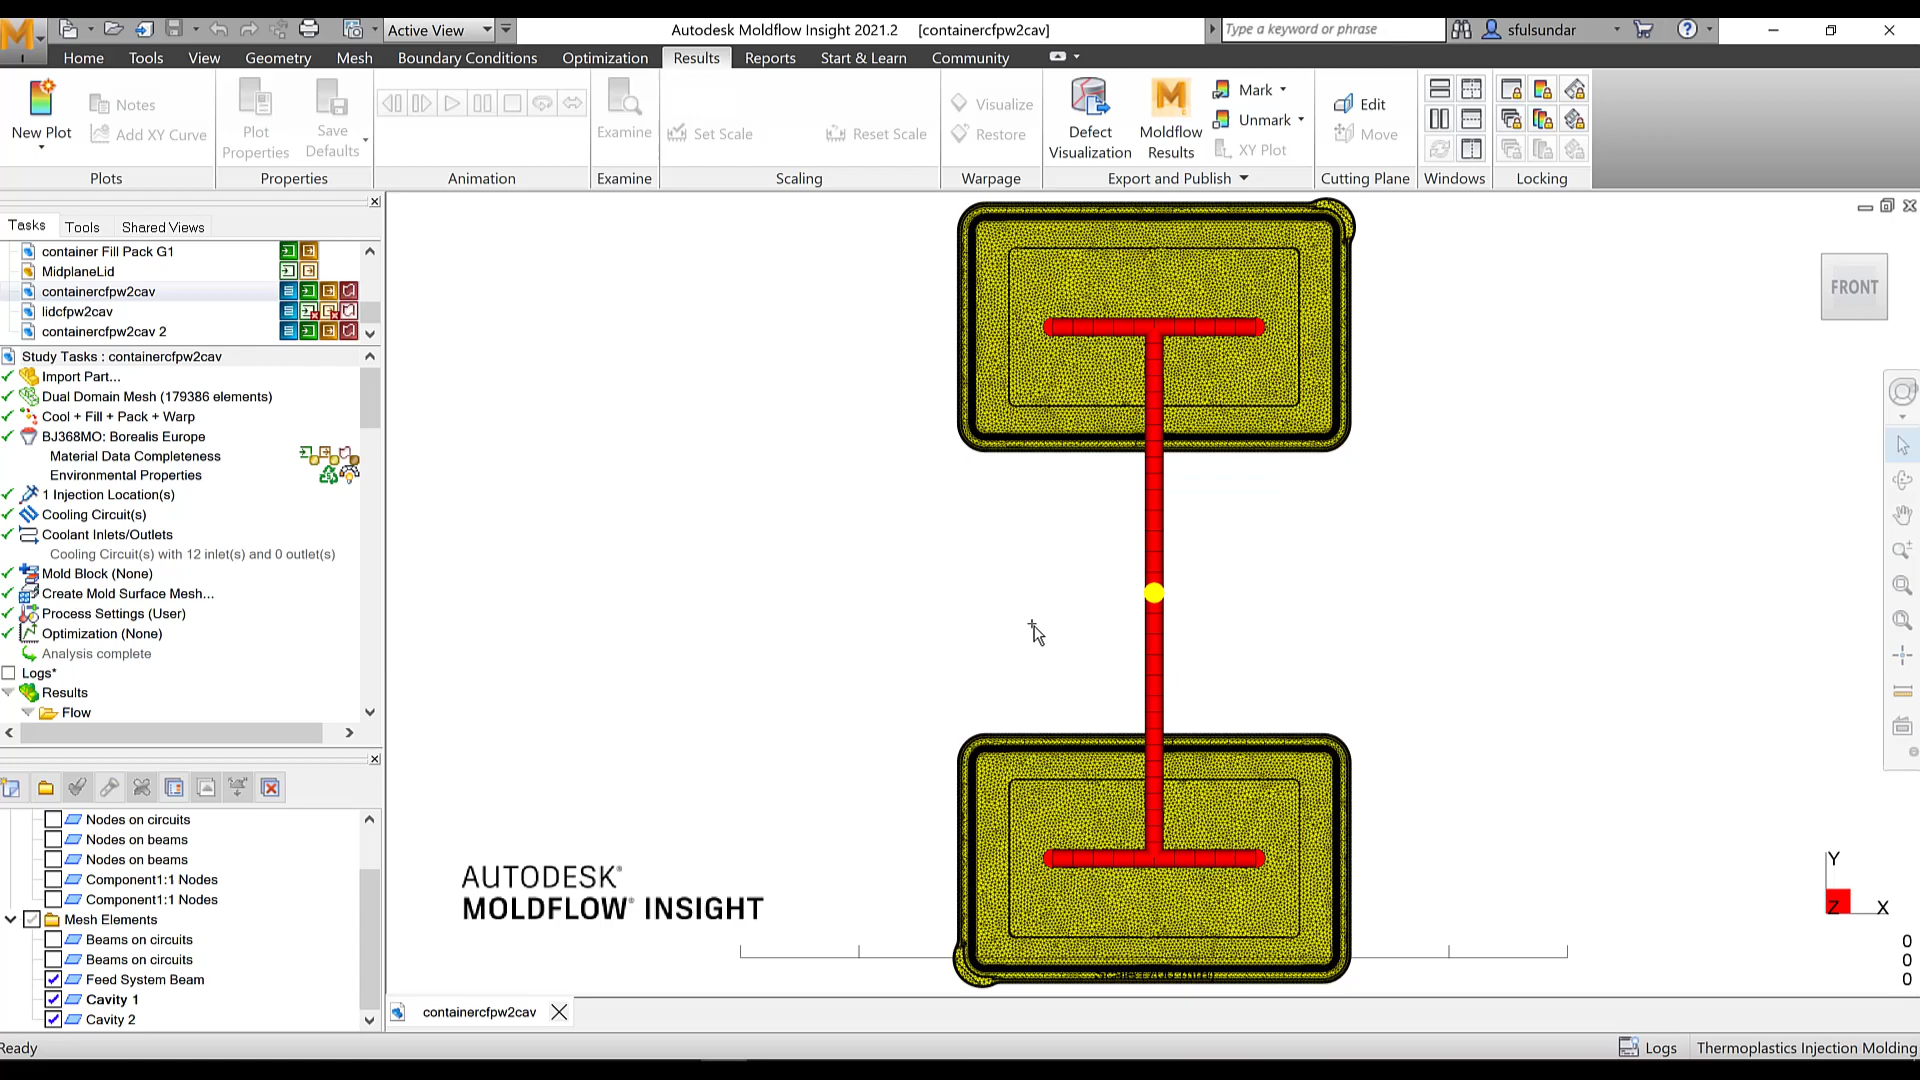 Active View
Autodesk Moldflow Insight 2021.2 [containercfpw2cav]
Type a keyword or phrase
sfulsundar
Home Tools View Geometry Mesh Boundary Conditions Optimization Results Reports Start & Learn Community
New Plot
Notes
Add XY Curve
Plots
Plot Properties
Save Defaults
Properties
Animation
Examine
Examine
Set Scale
Reset Scale
Scaling
Visualize
Restore
Warpage
Defect Visualization
Moldflow Results
Mark
Unmark
XY Plot
Export and Publish
Edit
Move
Cutting Plane
Windows
Locking
Tasks Tools Shared Views
container Fill Pack G1
MidplaneLid
containercfpw2cav
lidcfpw2cav
containercfpw2cav 2
Study Tasks : containercfpw2cav
Import Part...
Dual Domain Mesh (179386 elements)
Cool + Fill + Pack + Warp
BJ368MO: Borealis Europe
Material Data Completeness
Environmental Properties
1 Injection Location(s)
Cooling Circuit(s)
Coolant Inlets/Outlets
Cooling Circuit(s) with 12 inlet(s) and 0 outlet(s)
Mold Block (None)
Create Mold Surface Mesh...
Process Settings (User)
Optimization (None)
Analysis complete
Logs*
Results
Flow
Nodes on circuits
Nodes on beams
Nodes on beams
Component1:1 Nodes
Component1:1 Nodes
Mesh Elements
Beams on circuits
Beams on circuits
Feed System Beam
Cavity 1
Cavity 2
FRONT
AUTODESK®
MOLDFLOW® INSIGHT
Y
Z X
0
0
0
containercfpw2cav
Ready
Logs
Thermoplastics Injection Molding